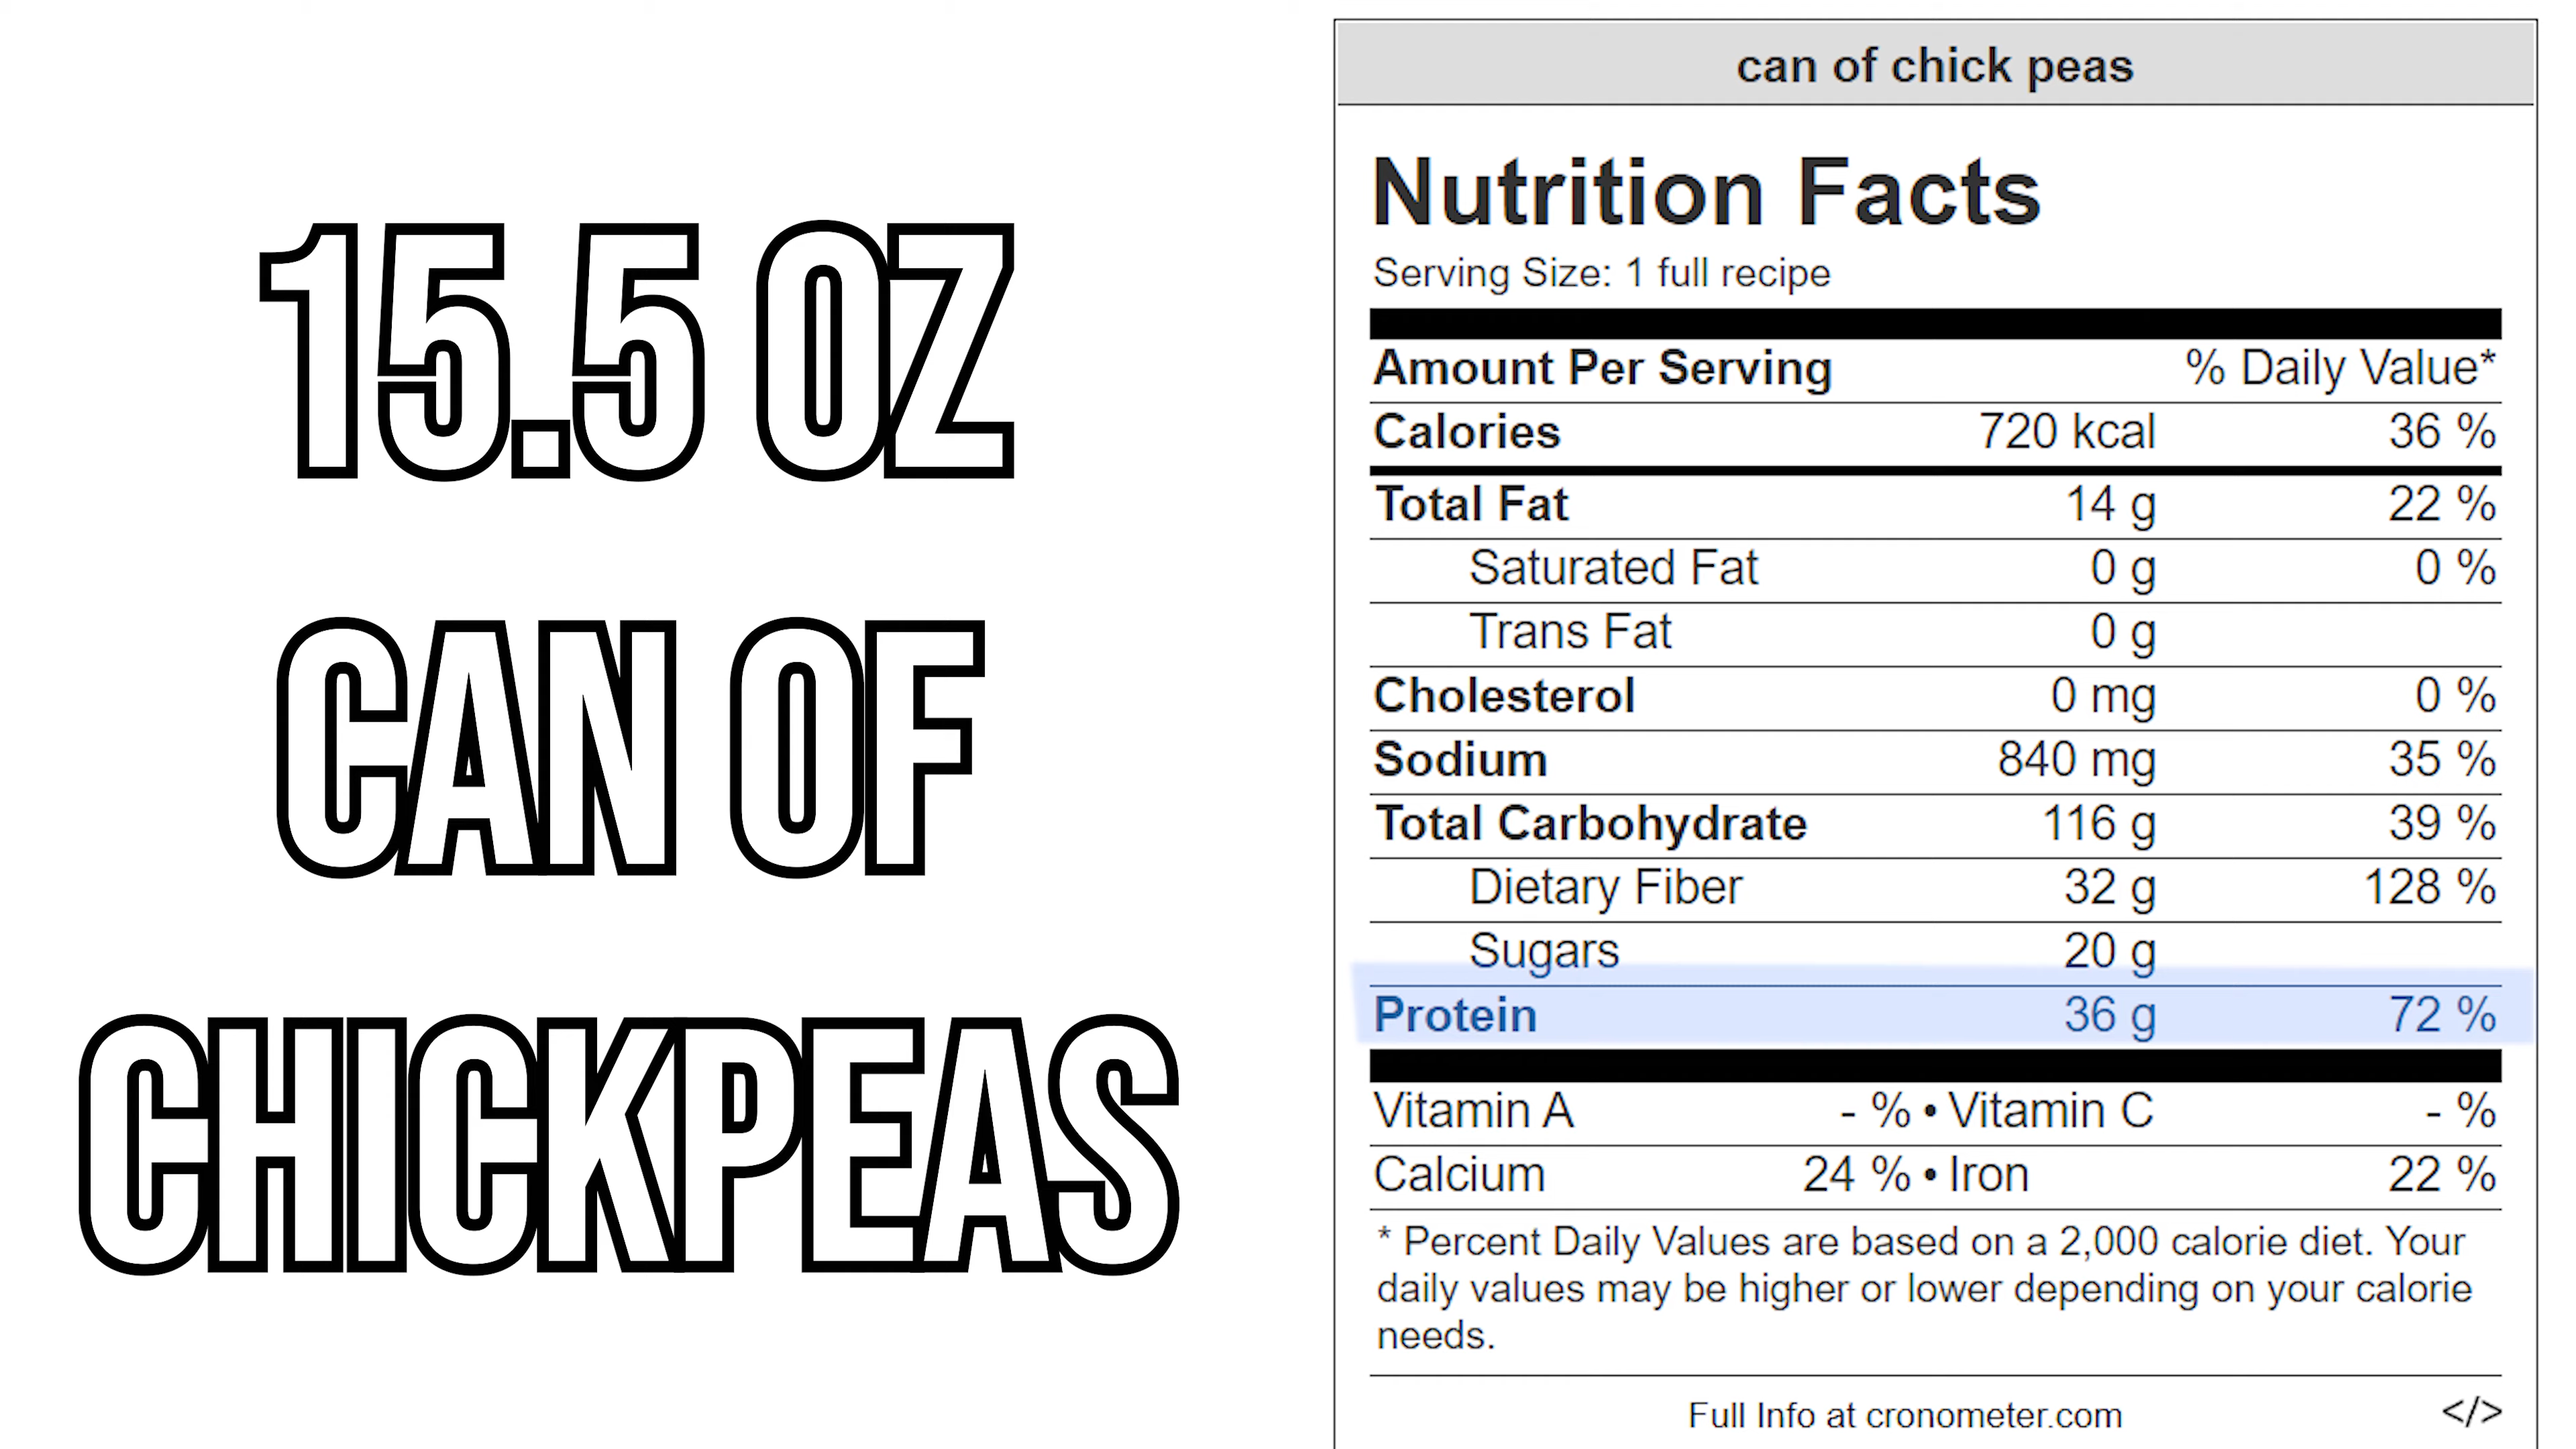 15.5 OZ
CAN OF
CHICKPEAS
can of chick peas
Nutrition Facts
Serving Size: 1 full recipe
Amount Per Serving % Daily Value*
Calories 720 kcal 36 %
Total Fat 14 g 22 %
Saturated Fat 0 g 0 %
Trans Fat 0 g
Cholesterol 0 mg 0 %
Sodium 840 mg 35 %
Total Carbohydrate 116 g 39 %
Dietary Fiber 32 g 128 %
Sugars 20 g
Protein 36 g 72 %
Vitamin A - % • Vitamin C - %
Calcium 24 % • Iron 22 %
* Percent Daily Values are based on a 2,000 calorie diet. Your
daily values may be higher or lower depending on your calorie
needs.
Full Info at cronometer.com </>